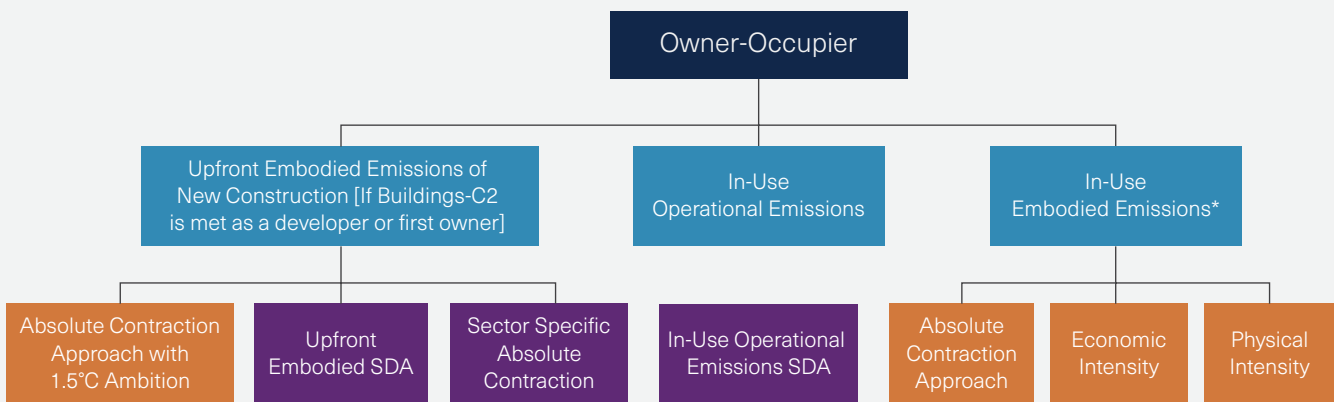 Owner-Occupier
Upfront Embodied Emissions of
New Construction [If Buildings-C2
is met as a developer or first owner]
In-Use
Operational Emissions
In-Use
Embodied Emissions*
Absolute Contraction
Approach with
1.5°C Ambition
Upfront
Embodied SDA
Sector Specific
Absolute
Contraction
In-Use Operational
Emissions SDA
Absolute
Contraction
Approach
Economic
Intensity
Physical
Intensity